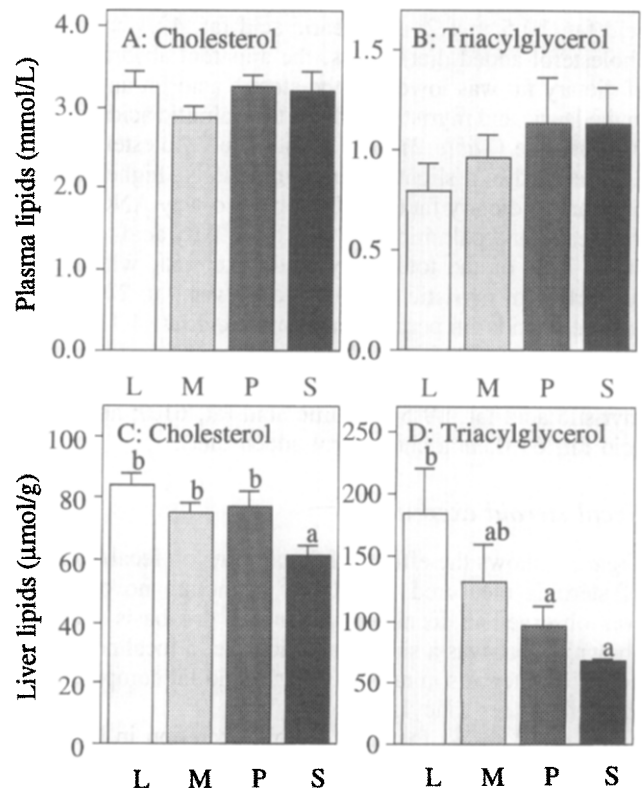 Plasma lipids (mmol/L)
A: Cholesterol
4.0
3.0
2.0
1.0
0.0
L M P S
B: Triacylglycerol
1.5
1.0
0.5
0.0
L M P S
Liver lipids (μmol/g)
C: Cholesterol
100
80
60
40
20
0
b b b a
L M P S
D: Triacylglycerol
250
200
150
100
50
0
b ab a a
L M P S